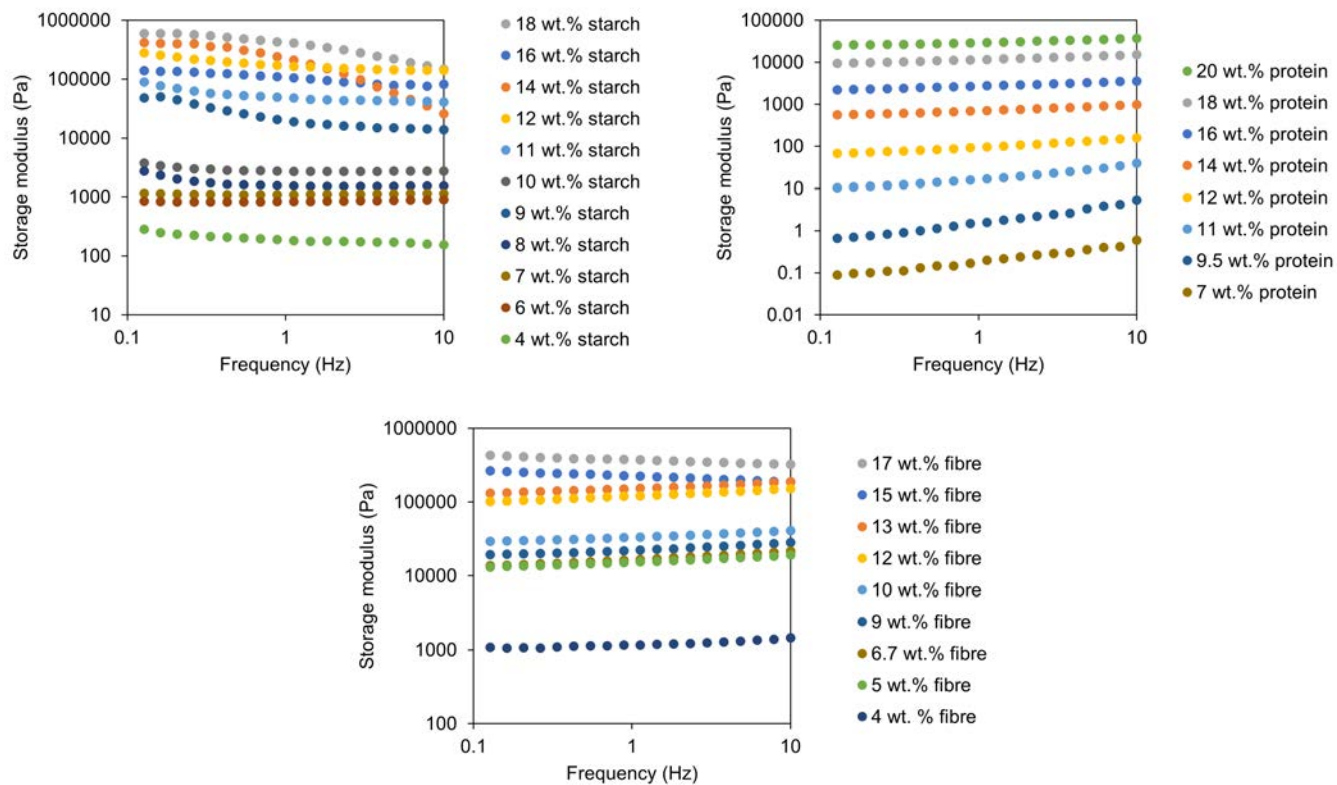 1000000
100000
10000
1000
100
10
Storage modulus (Pa)
0.1
1
10
Frequency (Hz)
18 wt.% starch
16 wt.% starch
14 wt.% starch
12 wt.% starch
11 wt.% starch
10 wt.% starch
9 wt.% starch
8 wt.% starch
7 wt.% starch
6 wt.% starch
4 wt.% starch
100000
10000
1000
100
10
1
0.1
0.01
Storage modulus (Pa)
0.1
1
10
Frequency (Hz)
20 wt.% protein
18 wt.% protein
16 wt.% protein
14 wt.% protein
12 wt.% protein
11 wt.% protein
9.5 wt.% protein
7 wt.% protein
1000000
100000
10000
1000
100
Storage modulus (Pa)
0.1
1
10
Frequency (Hz)
17 wt.% fibre
15 wt.% fibre
13 wt.% fibre
12 wt.% fibre
10 wt.% fibre
9 wt.% fibre
6.7 wt.% fibre
5 wt.% fibre
4 wt. % fibre